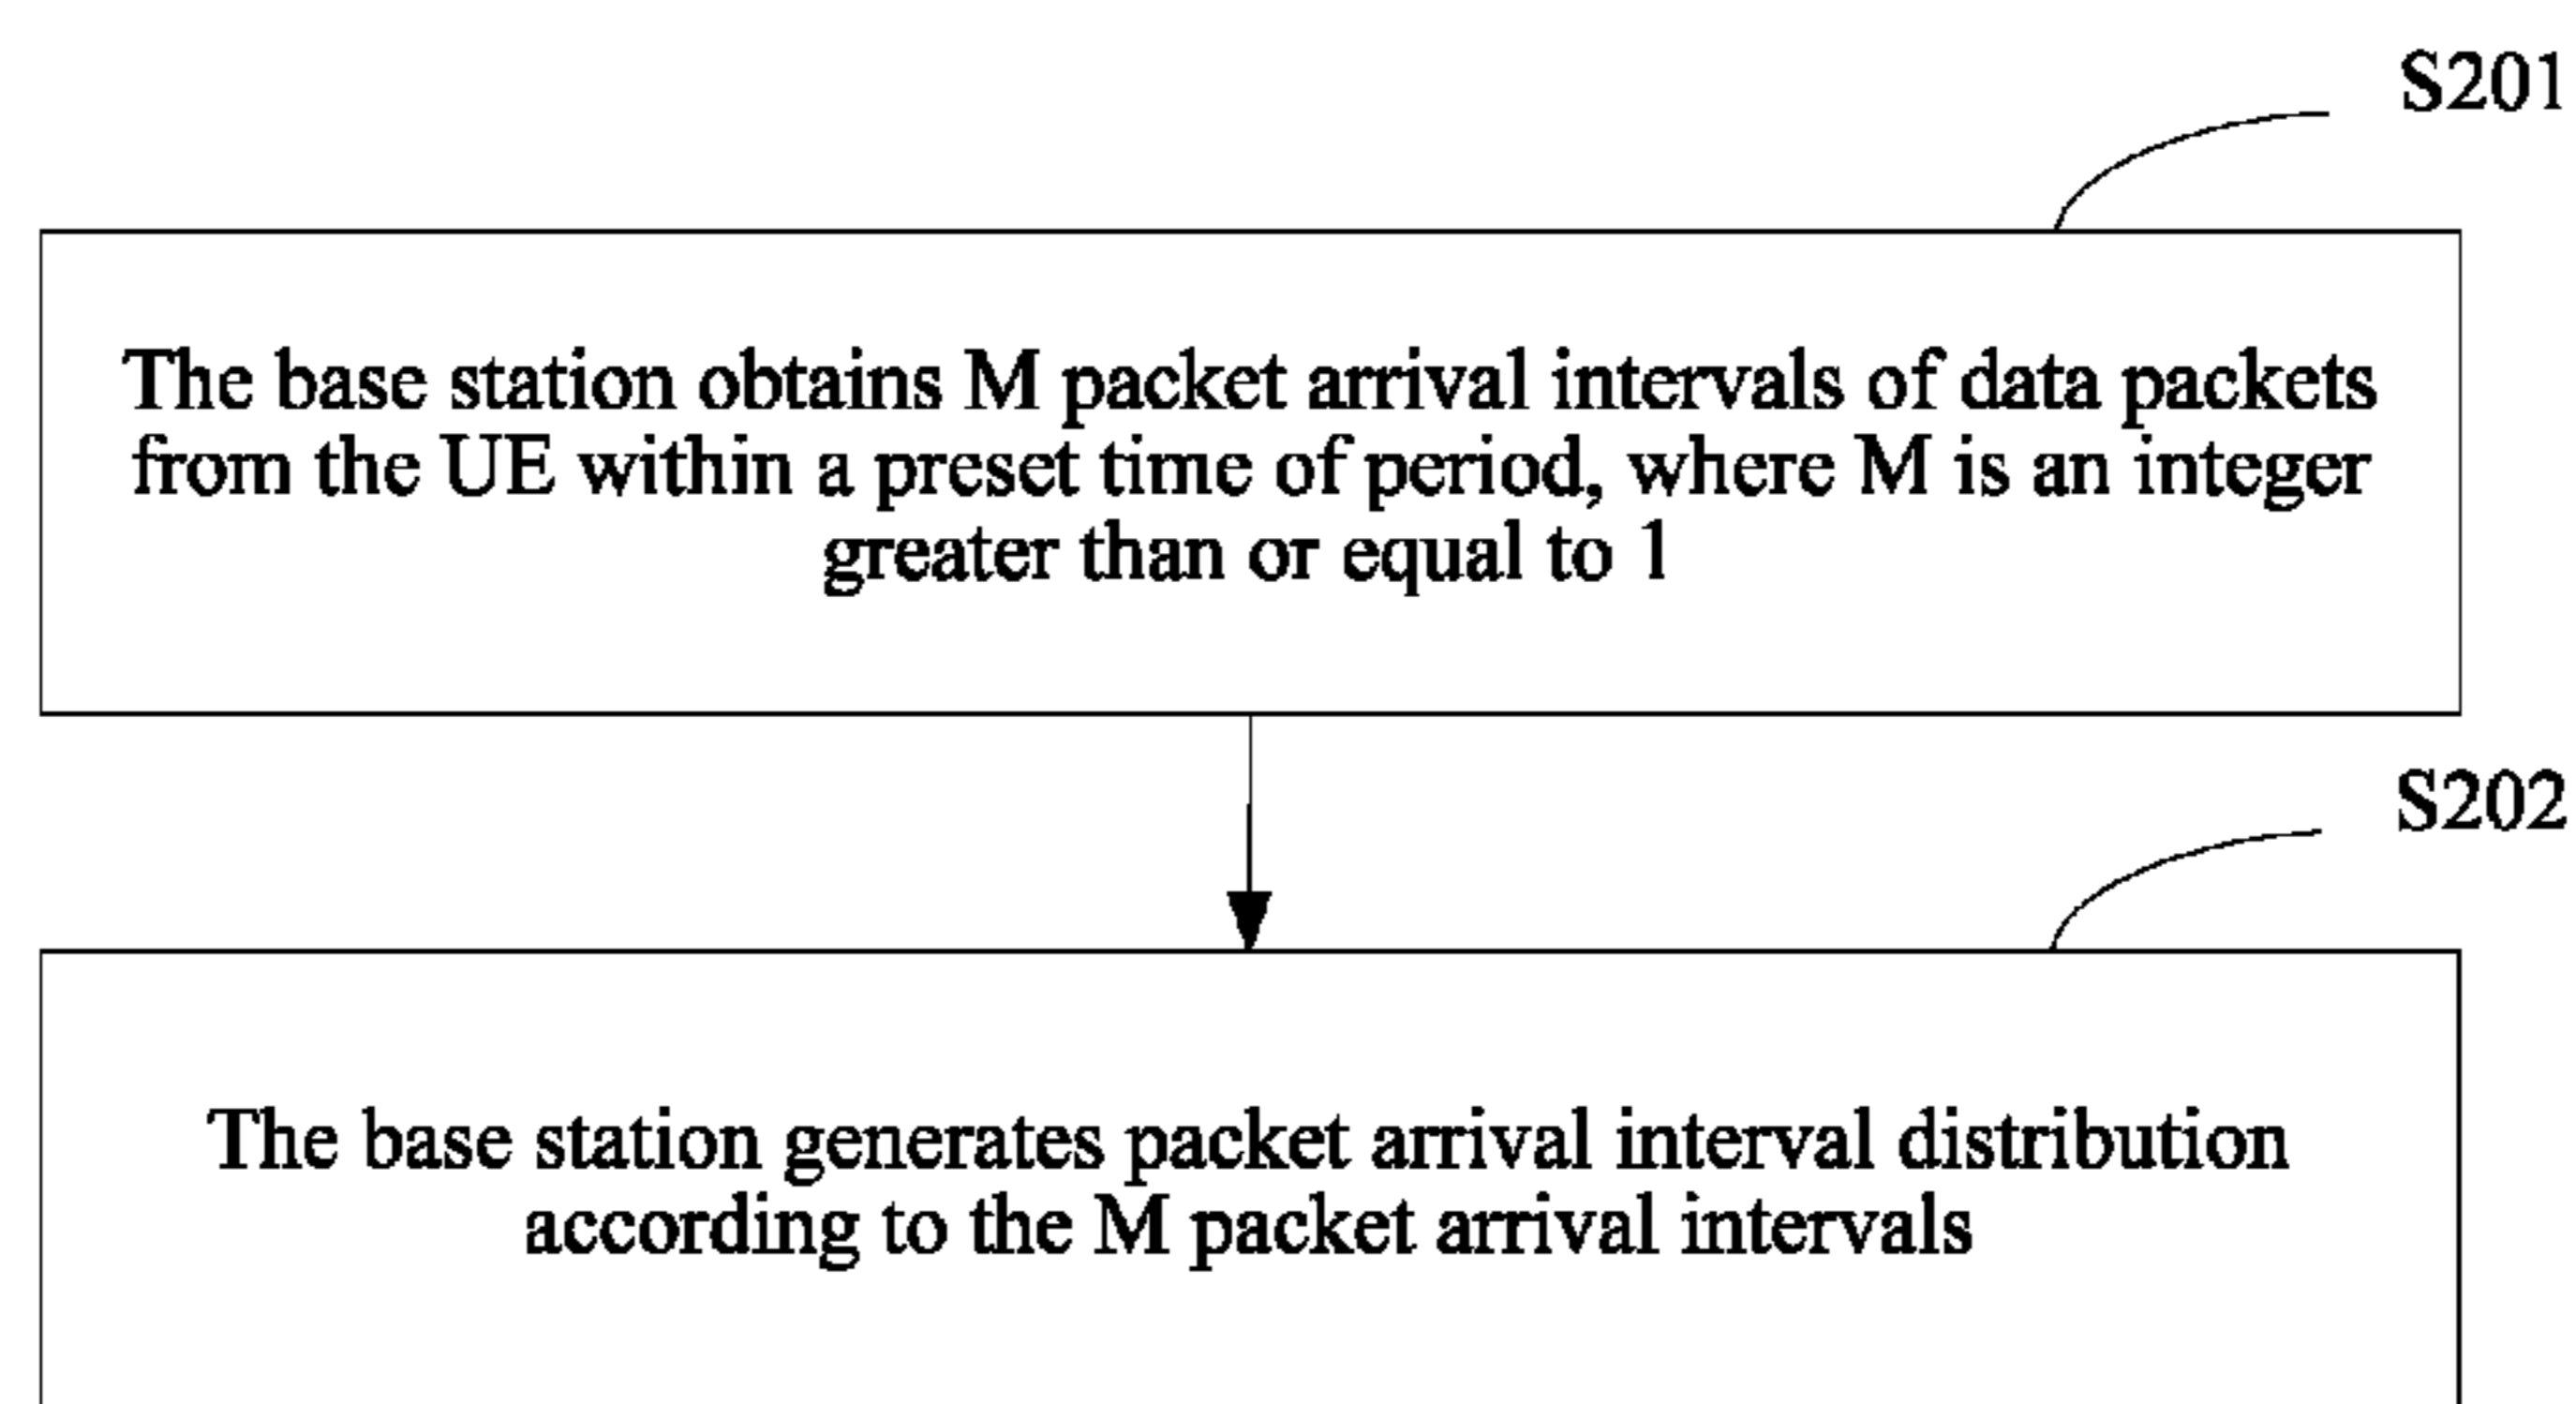 S201
The base station obtains M packet arrival intervals of data packets
from the UE within a preset time of period, where M is an integer
greater than or equal to 1
S202
The base station generates packet arrival interval distribution
according to the M packet arrival intervals